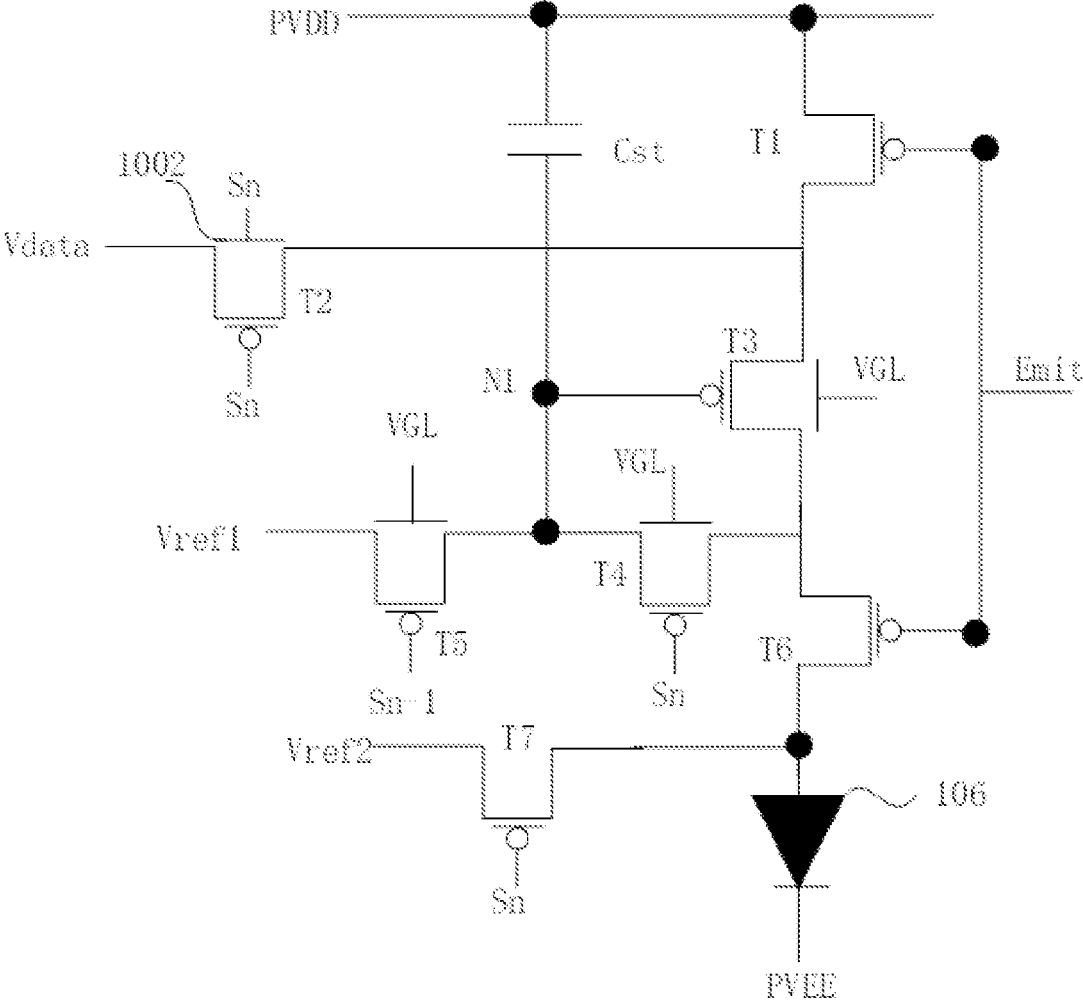 PVDD
T1
Cst
1002
Sn
Vdata
T2
T3
VGL
Emit
N1
Sn
VGL
VGL
Vref1
T4
T5
T6
Sn-1
Sn
T7
Vref2
106
Sn
PVEE